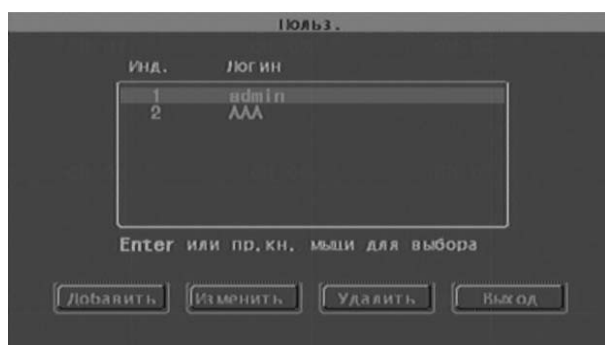 Польз.
Инд. Логин
1 admin
2 AAA
Enter или пр.кн. мыши для выбора
Добавить Изменить Удалить Выход